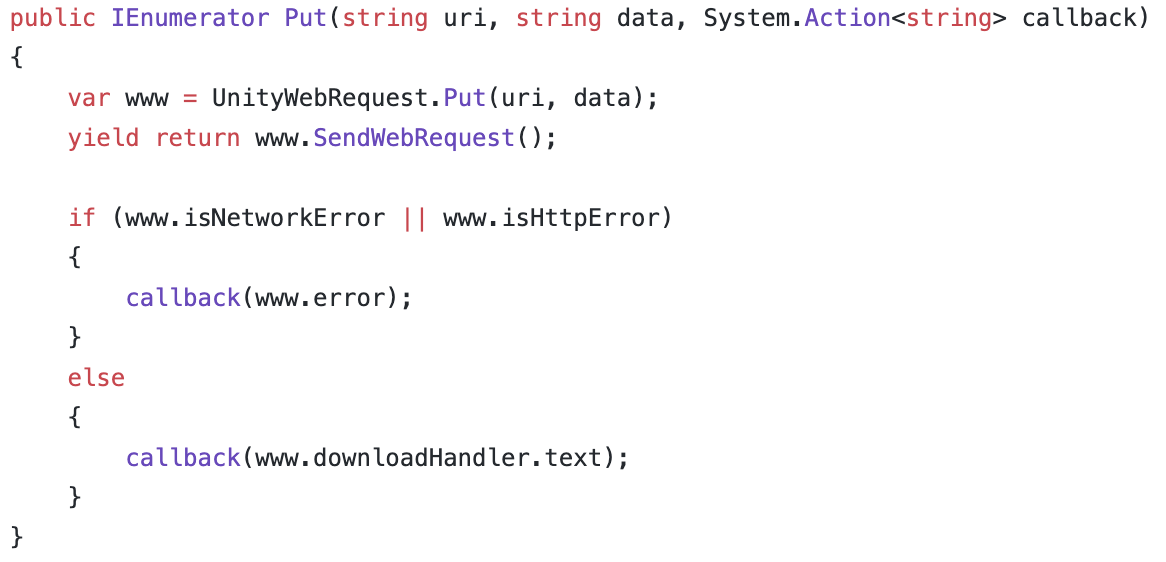 public IEnumerator Put(string uri, string data, System.Action<string> callback)
{
    var www = UnityWebRequest.Put(uri, data);
    yield return www.SendWebRequest();

    if (www.isNetworkError || www.isHttpError)
    {
        callback(www.error);
    }
    else
    {
        callback(www.downloadHandler.text);
    }
}